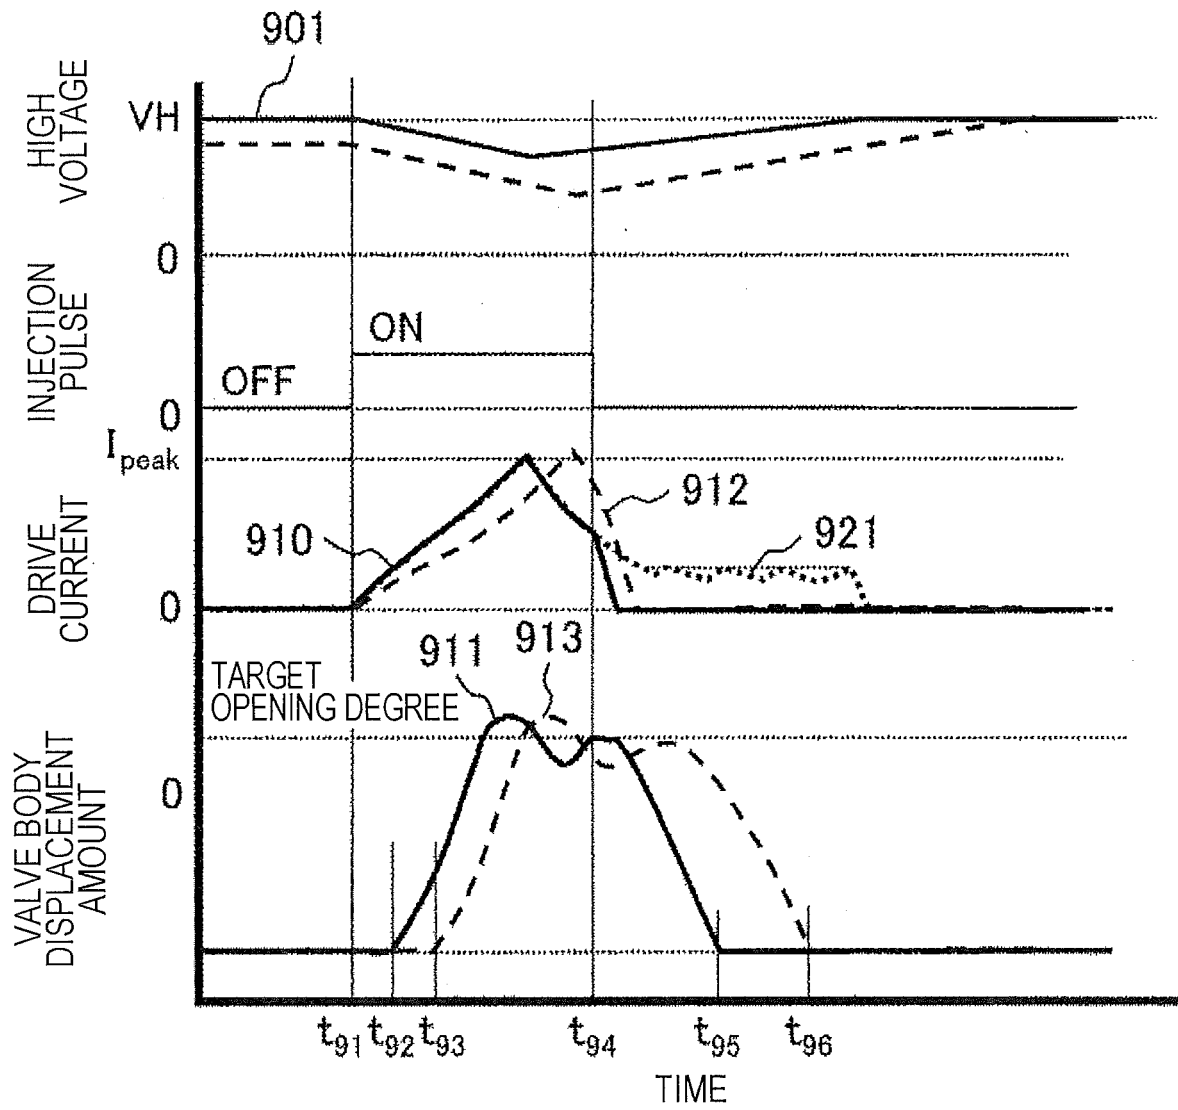 901
HIGH
VOLTAGE
VH
0
INJECTION
PULSE
ON
OFF
0
I peak
DRIVE
CURRENT
910
912
921
0
911
913
TARGET
OPENING DEGREE
VALVE BODY
DISPLACEMENT
AMOUNT
0
t91 t92 t93 t94 t95 t96
TIME